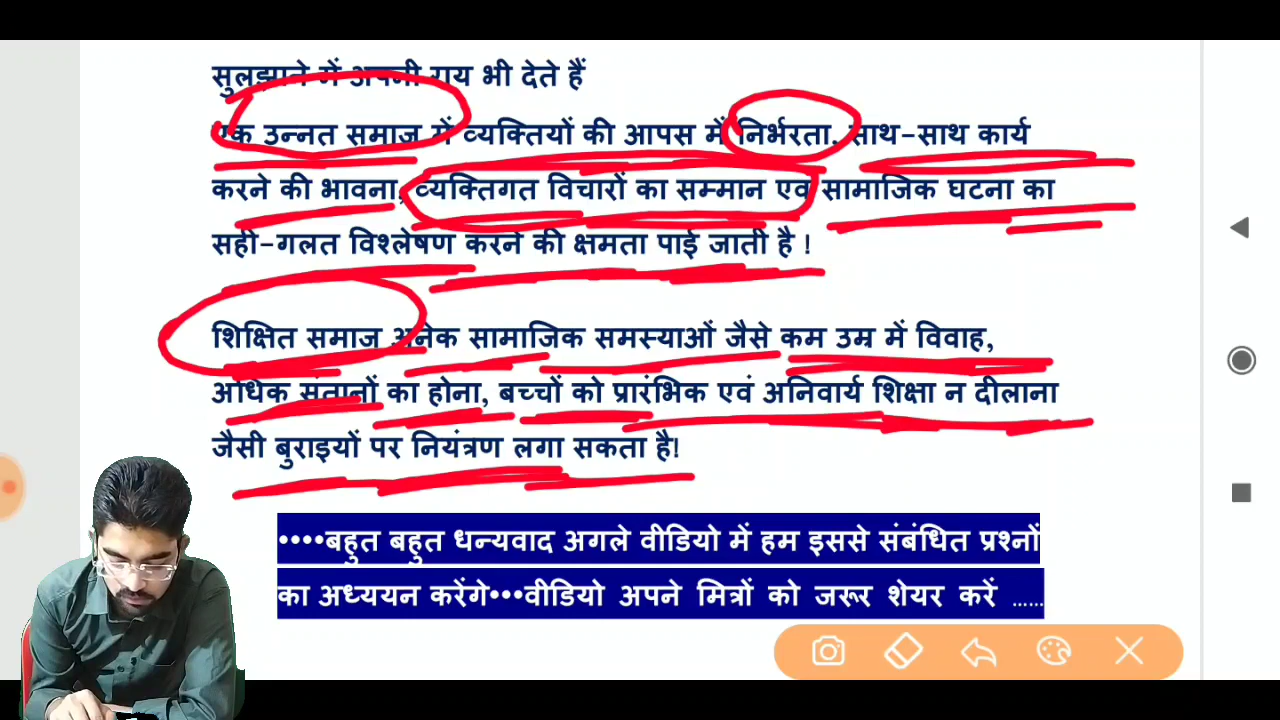 सुलझाने में अपनी राय भी देते हैं
एक उन्नत समाज में व्यक्तियों की आपस में निर्भरता, साथ-साथ कार्य
करने की भावना, व्यक्तिगत विचारों का सम्मान एवं सामाजिक घटना का
सही-गलत विश्लेषण करने की क्षमता पाई जाती है !
शिक्षित समाज अनेक सामाजिक समस्याओं जैसे कम उम्र में विवाह,
अधिक संतानों का होना, बच्चों को प्रारंभिक एवं अनिवार्य शिक्षा न दीलाना
जैसी बुराइयों पर नियंत्रण लगा सकता है!
••••बहुत बहुत धन्यवाद अगले वीडियो में हम इससे संबंधित प्रश्नों
का अध्ययन करेंगे•••वीडियो अपने मित्रों को जरूर शेयर करें ......